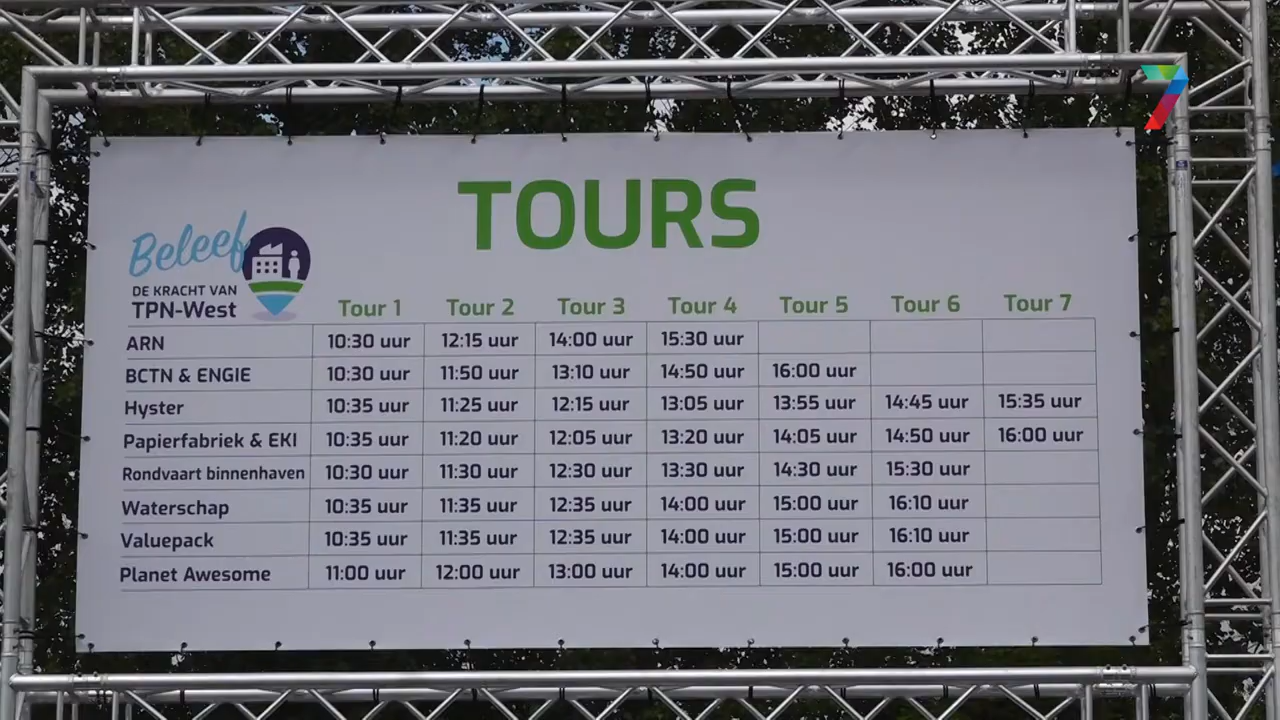 TOURS
Beleef
DE KRACHT VAN
TPN-West
Tour 1 Tour 2 Tour 3 Tour 4 Tour 5 Tour 6 Tour 7
ARN 10:30 uur 12:15 uur 14:00 uur 15:30 uur
BCTN & ENGIE 10:30 uur 11:50 uur 13:10 uur 14:50 uur 16:00 uur
Hyster 10:35 uur 11:25 uur 12:15 uur 13:05 uur 13:55 uur 14:45 uur 15:35 uur
Papierfabriek & EKI 10:35 uur 11:20 uur 12:05 uur 13:20 uur 14:05 uur 14:50 uur 16:00 uur
Rondvaart binnenhaven 10:30 uur 11:30 uur 12:30 uur 13:30 uur 14:30 uur 15:30 uur
Waterschap 10:35 uur 11:35 uur 12:35 uur 14:00 uur 15:00 uur 16:10 uur
Valuepack 10:35 uur 11:35 uur 12:35 uur 14:00 uur 15:00 uur 16:10 uur
Planet Awesome 11:00 uur 12:00 uur 13:00 uur 14:00 uur 15:00 uur 16:00 uur
7